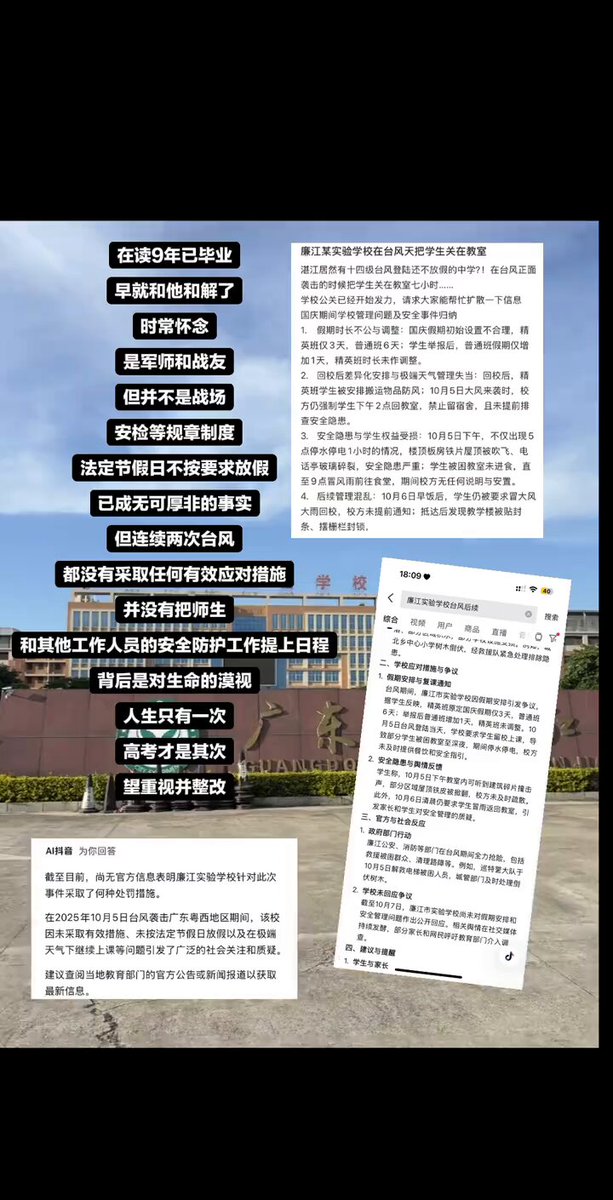 在读9年已毕业
早就和他和解了
时常怀念
是军师和战友
但并不是战场
安检等规章制度
法定节假日不按要求放假
已成无可厚非的事实
但连续两次台风
都没有采取任何有效应对措施
并没有把师生
和其他工作人员的安全防护工作提上日程
背后是对生命的漠视
人生只有一次
高考才是其次
望重视并整改
廉江某实验学校在台风天把学生关在教室
湛江居然有十四级台风登陆还不放假的中学?! 在台风正面
袭击的时候把学生关在教室七小时……
学校公关已经开始发力，请求大家能帮忙扩散一下信息
国庆期间学校管理问题及安全事件归纳
1. 假期时长不公与调整：国庆假期初始设置不合理，精
英班仅3天，普通班6天；学生举报后，普通班假期仅增
加1天，精英班时长未作调整。
2. 回校后差异化安排与极端天气管理失当：回校后，精
英班学生被安排搬运物品防风；10月5日大风来袭时，校
方仍强制学生下午2点回教室，禁止留宿舍，且未提前排
查安全隐患。
3. 安全隐患与学生权益受损：10月5日下午，不仅出现5
点停水停电1小时的情况，楼顶板房铁片屋顶被吹飞、电
话亭玻璃碎裂，安全隐患严重；学生被困教室未进食，直
至9点冒风雨前往食堂，期间校方无任何说明与安置。
4. 后续管理混乱：10月6日早饭后，学生仍被要求冒大风
大雨回校，校方未提前通知；抵达后发现教学楼被贴封
条、摆栅栏封锁，
18:09
40
廉江实验学校台风后续
搜索
综合 视频 用户 商品 直播
北乡中心小学树木倒伏，经救援队紧急处理排除隐
患。
二、学校应对措施与争议
1. 假期安排与复课通知
台风期间，廉江市实验学校因假期安排引发争议。
据学生反映，精英班原定国庆假期仅3天，普通班
6天；举报后普通班增加1天，精英班未调整。10
月5日台风登陆当天，学校要求学生留校上课，导
致部分学生被困教室至深夜，期间停水停电，校方
未及时提供餐饮和安全指引。
2. 安全隐患与舆情反馈
学生称，10月5日下午教室内可听到建筑碎片撞击
声，部分区域屋顶铁皮被掀翻，校方未及时疏散。
此外，10月6日清晨仍要求学生冒雨返回教室，引
发家长和学生对安全管理的质疑。
三、官方与社会反应
1. 政府部门行动
廉江公安、消防等部门在台风期间全力抢险，包括
救援被困群众、清理路障等。例如，巡特警大队于
10月5日解救电梯被困人员，城管部门及时处理倒
伏树木。
2. 学校未回应争议
截至10月7日，廉江市实验学校尚未对假期安排和
安全管理问题作出公开回应，相关舆情在社交媒体
持续发酵，部分家长和网民呼吁教育部门介入调
查。
四、建议与提醒
1. 学生与家长
AI抖音 为你回答
截至目前，尚无官方信息表明廉江实验学校针对此次
事件采取了何种处罚措施。
在2025年10月5日台风袭击广东粤西地区期间，该校
因未采取有效措施、未按法定节假日放假以及在极端
天气下继续上课等问题引发了广泛的社会关注和质疑。
建议查阅当地教育部门的官方公告或新闻报道以获取
最新信息。
学 校
广 东
GUANGDONG